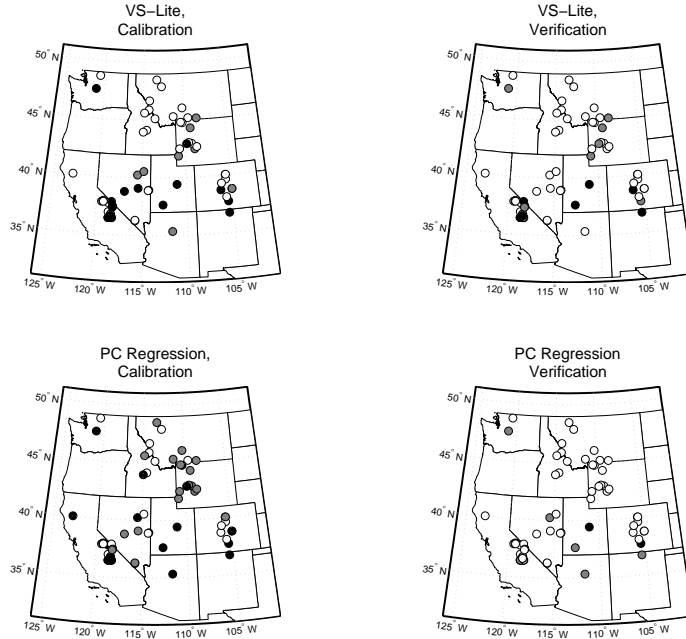 VS−Lite,
Calibration
50° N
45° N
40° N
35° N
125° W
120° W
115° W
110° W
105° W
VS−Lite,
Verification
50° N
45° N
40° N
35° N
125° W
120° W
115° W
110° W
105° W
PC Regression,
Calibration
50° N
45° N
40° N
35° N
125° W
120° W
115° W
110° W
105° W
PC Regression
Verification
50° N
45° N
40° N
35° N
125° W
120° W
115° W
110° W
105° W